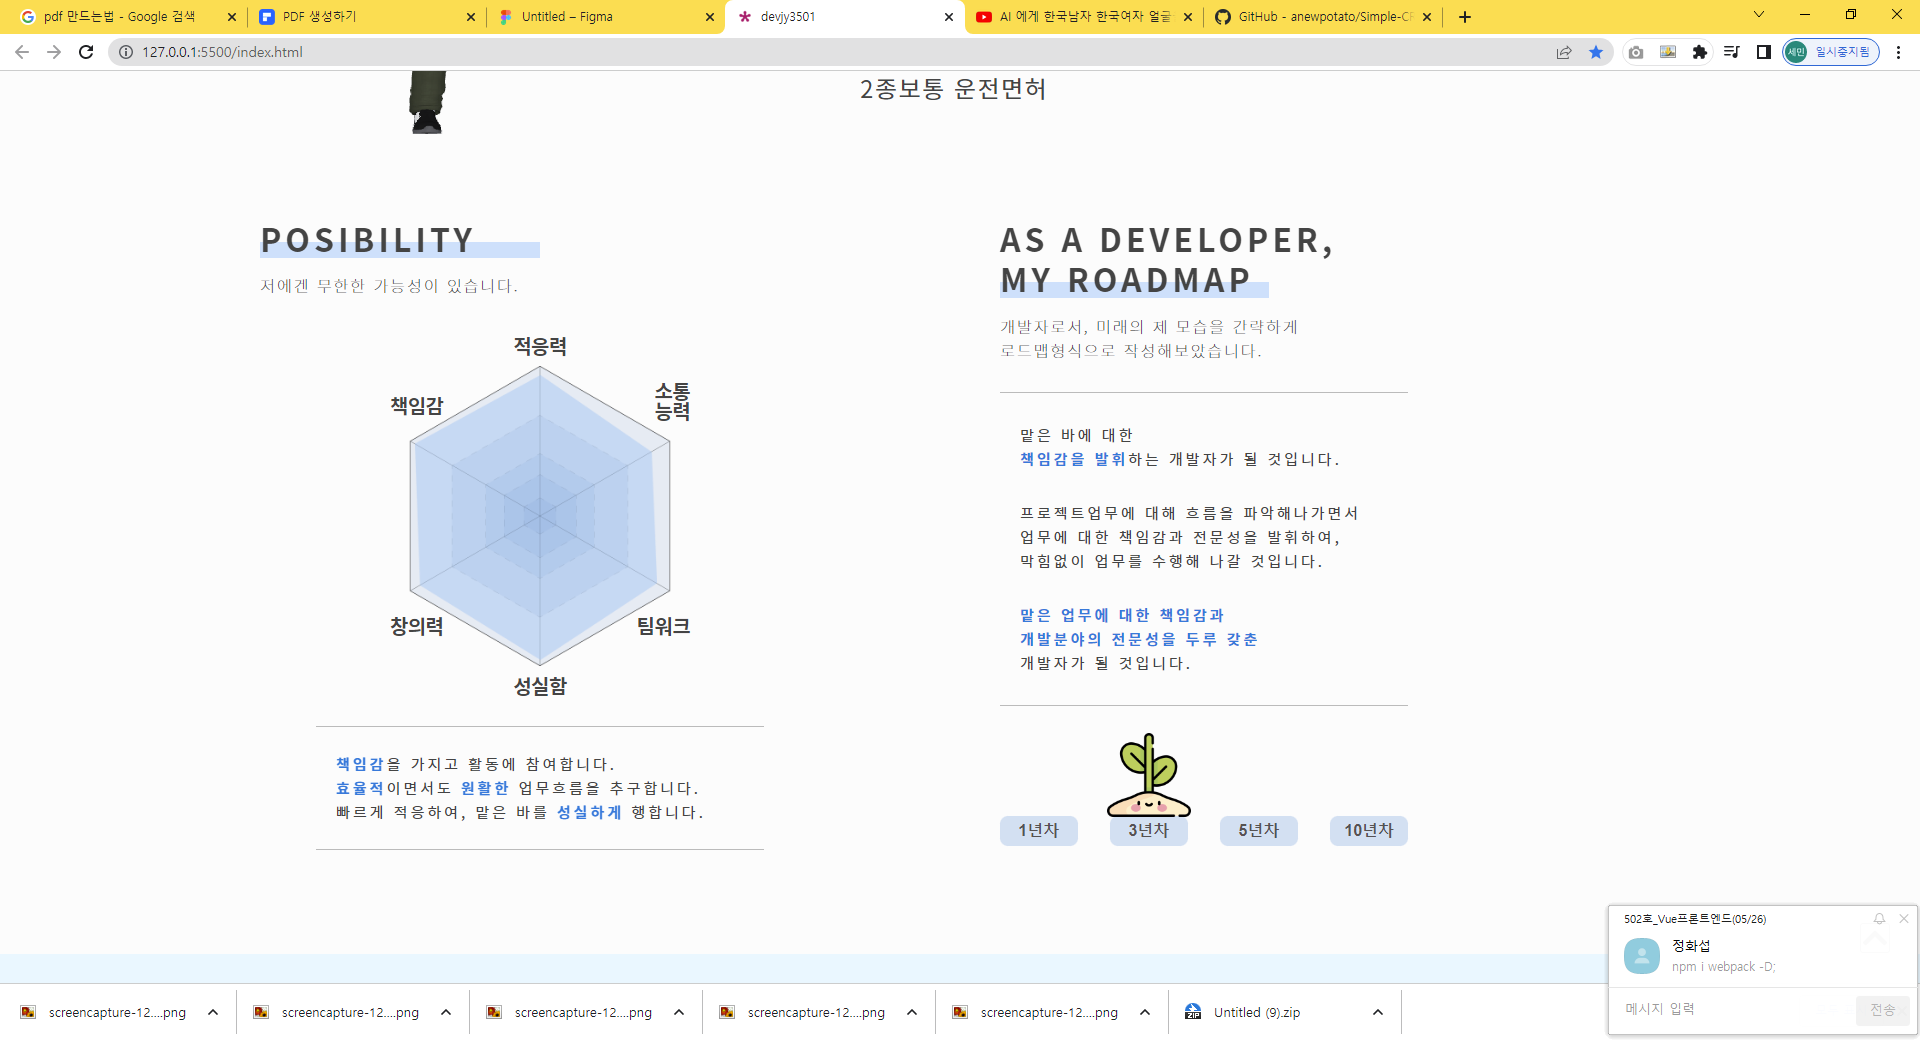 pdf 만드는법 - Google 검색
PDF 생성하기
Untitled – Figma
devjy3501
AI 에게 한국남자 한국여자 얼굴
GitHub - anewpotato/Simple-CF
127.0.0.1:5500/index.html
세민
일시중지됨
2종보통 운전면허
POSIBILITY
저에겐 무한한 가능성이 있습니다.
적응력
소통
능력
책임감
창의력
팀워크
성실함
책임감을 가지고 활동에 참여합니다.
효율적이면서도 원활한 업무흐름을 추구합니다.
빠르게 적응하여, 맡은 바를 성실하게 행합니다.
AS A DEVELOPER,
MY ROADMAP
개발자로서, 미래의 제 모습을 간략하게
로드맵형식으로 작성해보았습니다.
맡은 바에 대한
책임감을 발휘하는 개발자가 될 것입니다.
프로젝트업무에 대해 흐름을 파악해나가면서
업무에 대한 책임감과 전문성을 발휘하여,
막힘없이 업무를 수행해 나갈 것입니다.
맡은 업무에 대한 책임감과
개발분야의 전문성을 두루 갖춘
개발자가 될 것입니다.
1년차
3년차
5년차
10년차
502호_Vue프론트엔드(05/26)
정화섭
npm i webpack -D;
메시지 입력
전송
screencapture-12....png
screencapture-12....png
screencapture-12....png
screencapture-12....png
screencapture-12....png
ZIP
Untitled (9).zip